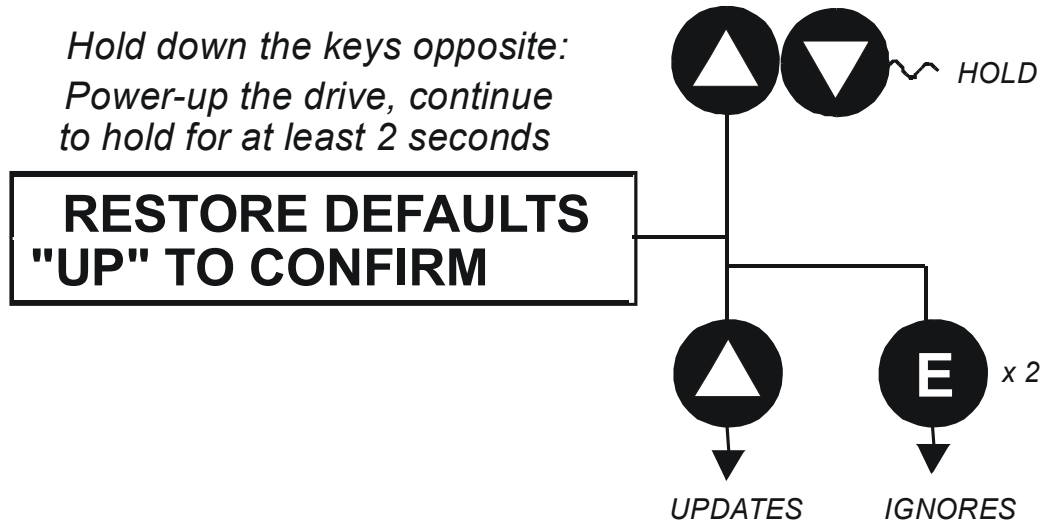 Hold down the keys opposite:
Power-up the drive, continue
to hold for at least 2 seconds
HOLD
RESTORE DEFAULTS
"UP" TO CONFIRM
E
x 2
UPDATES
IGNORES